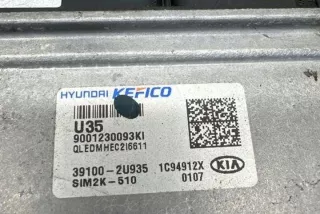 HYUNDAI KEFICO
U35
9001230093KI
QLEDMHEC2I6611
39100-2U935 1C94912X
SIM2K-510 0107
KIA